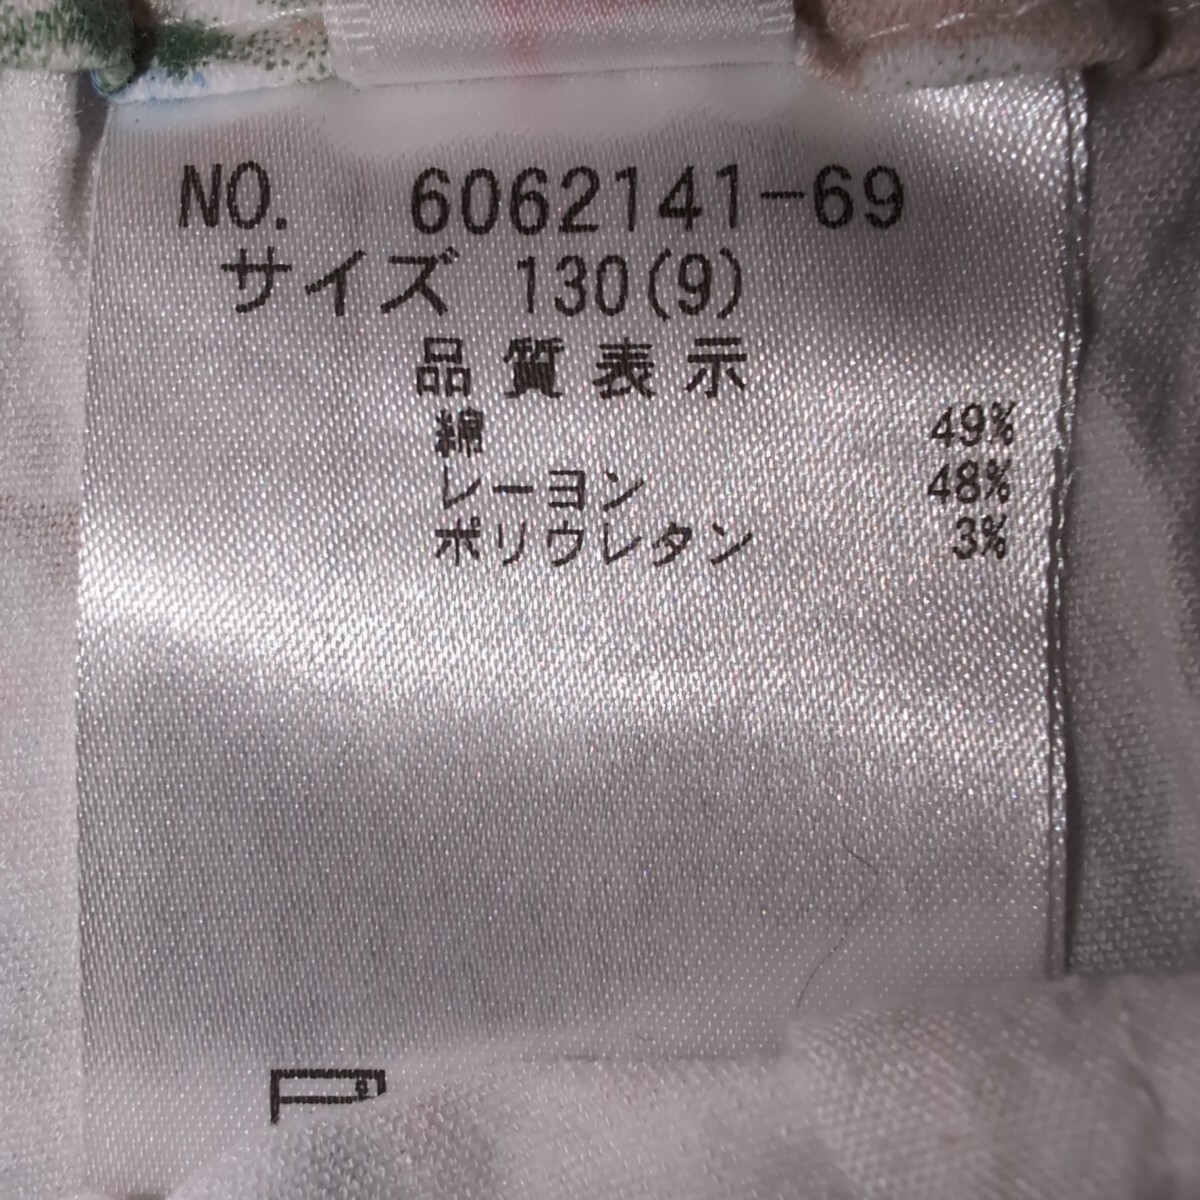 NO. 6062141-69
サイズ 130(9)
品質表示
綿 49%
レーヨン 48%
ポリウレタン 3%